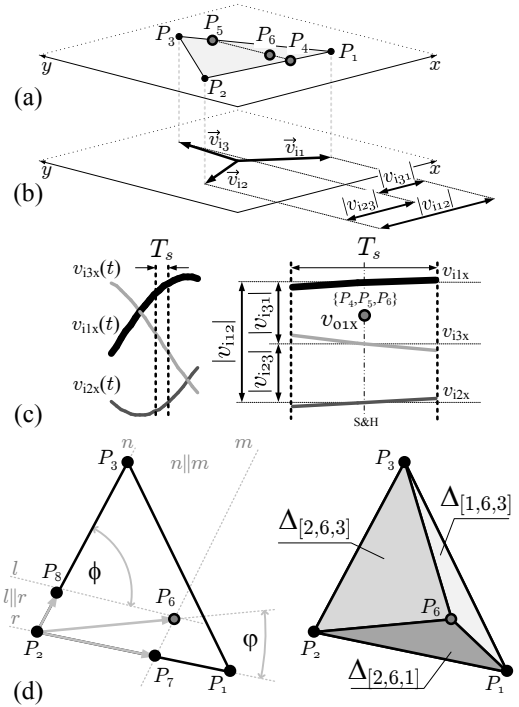 P₅
P₃ P₆ P₄ P₁
y P₂ x
(a)
v⃗ᵢ₃ v⃗ᵢ₁
y v⃗ᵢ₂ x
(b)
|vᵢ₃₁|
|vᵢ₂₃| |vᵢ₁₂|
Tₛ Tₛ
vᵢ₃ₓ(t) vᵢ₁ₓ
{P₄,P₅,P₆}
vᵢ₁ₓ(t) |vᵢ₁₂| |vᵢ₃₁| vₒ₁ₓ
vᵢ₃ₓ
|vᵢ₂₃|
vᵢ₂ₓ(t) vᵢ₂ₓ
(c) S&H
n n||m m
P₃ P₃
Δ[1,6,3]
Δ[2,6,3]
l P₈ ϕ
l||r P₆ P₆
r
P₂ φ P₂
P₇ P₁ P₁
(d) Δ[2,6,1]